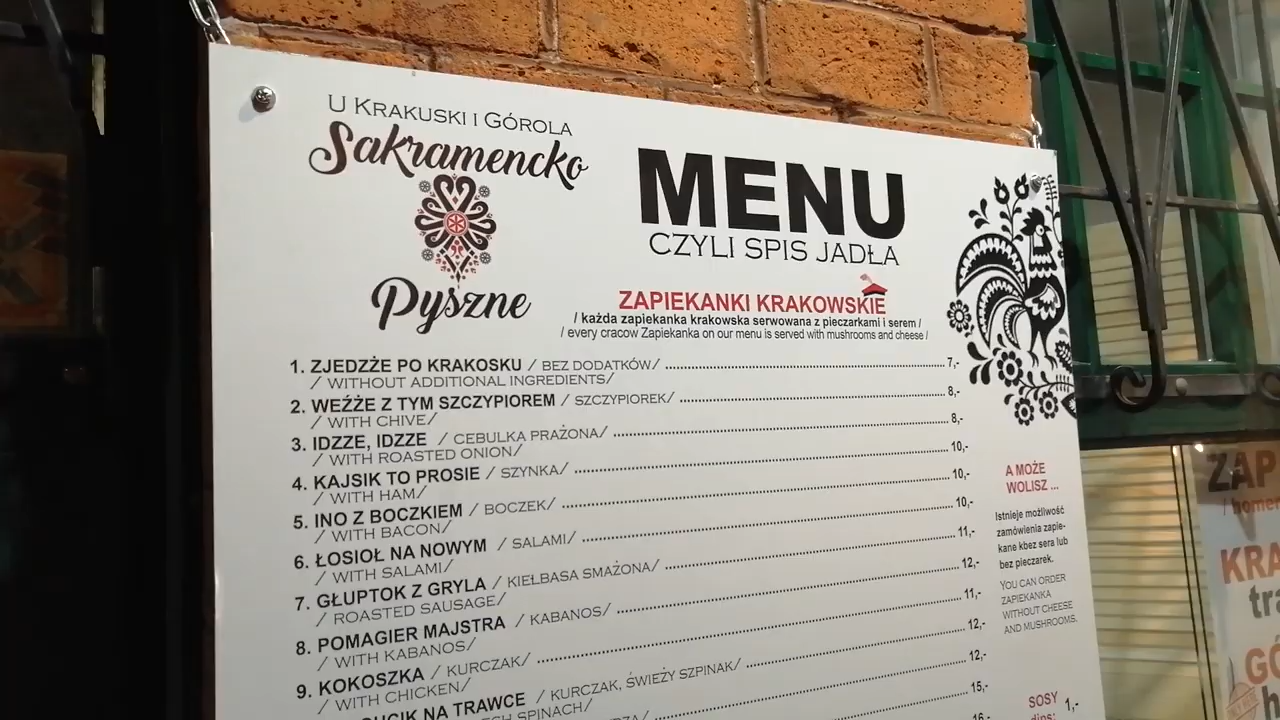 U KRAKUSKI I GÓROLA
Sakramencko
Pyszne
MENU
CZYLI SPIS JADŁA
ZAPIEKANKI KRAKOWSKIE
/ każda zapiekanka krakowska serwowana z pieczarkami i serem /
/ every cracow Zapiekanka on our menu is served with mushrooms and cheese /
1. ZJEDZŻE PO KRAKOSKU / BEZ DODATKÓW/ 7,-
/ WITHOUT ADDITIONAL INGREDIENTS/
2. WEŹŻE Z TYM SZCZYPIOREM / SZCZYPIOREK/ 8,-
/ WITH CHIVE/
3. IDZZE, IDZZE / CEBULKA PRAŻONA/ 8,-
/ WITH ROASTED ONION/
4. KAJSIK TO PROSIE / SZYNKA/ 10,-
/ WITH HAM/
5. INO Z BOCZKIEM / BOCZEK/ 10,-
/ WITH BACON/
6. ŁOSIOŁ NA NOWYM / SALAMI/ 10,-
/ WITH SALAMI/
7. GŁUPTOK Z GRYLA / KIEŁBASA SMAŻONA/ 11,-
/ ROASTED SAUSAGE/
8. POMAGIER MAJSTRA / KABANOS/ 12,-
/ WITH KABANOS/
9. KOKOSZKA / KURCZAK/ 11,-
/ WITH CHICKEN/
NA TRAWCE / KURCZAK, ŚWIEŻY SZPINAK/ 12,-
SPINACH/
12,-
15,-
A MOŻE
WOLISZ ...
Istnieje możliwość
zamówienia zapie-
kane kbez sera lub
bez pieczarek.
YOU CAN ORDER
ZAPIEKANKA
WITHOUT CHEESE
AND MUSHROOMS.
SOSY 1,-
dips:
ZAP
KRA